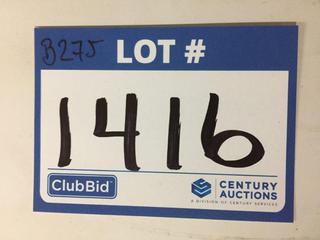 B275 LOT #
1416
ClubBid
CENTURY
AUCTIONS
A DIVISION OF CENTURY SERVICES